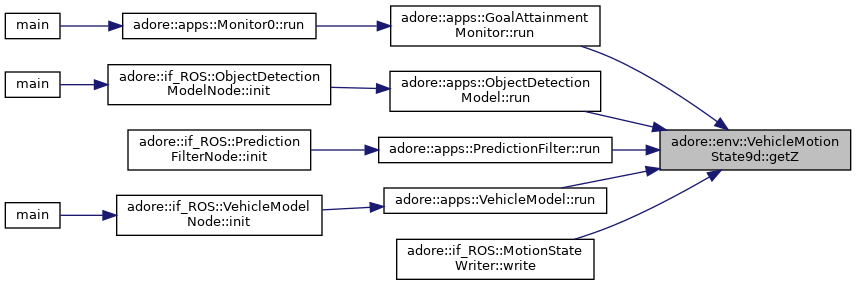 main
adore::apps::Monitor0::run
adore::apps::GoalAttainment
Monitor::run
main
adore::if_ROS::ObjectDetection
ModelNode::init
adore::apps::ObjectDetection
Model::run
adore::if_ROS::Prediction
FilterNode::init
adore::apps::PredictionFilter::run
adore::env::VehicleMotion
State9d::getZ
main
adore::if_ROS::VehicleModel
Node::init
adore::apps::VehicleModel::run
adore::if_ROS::MotionState
Writer::write